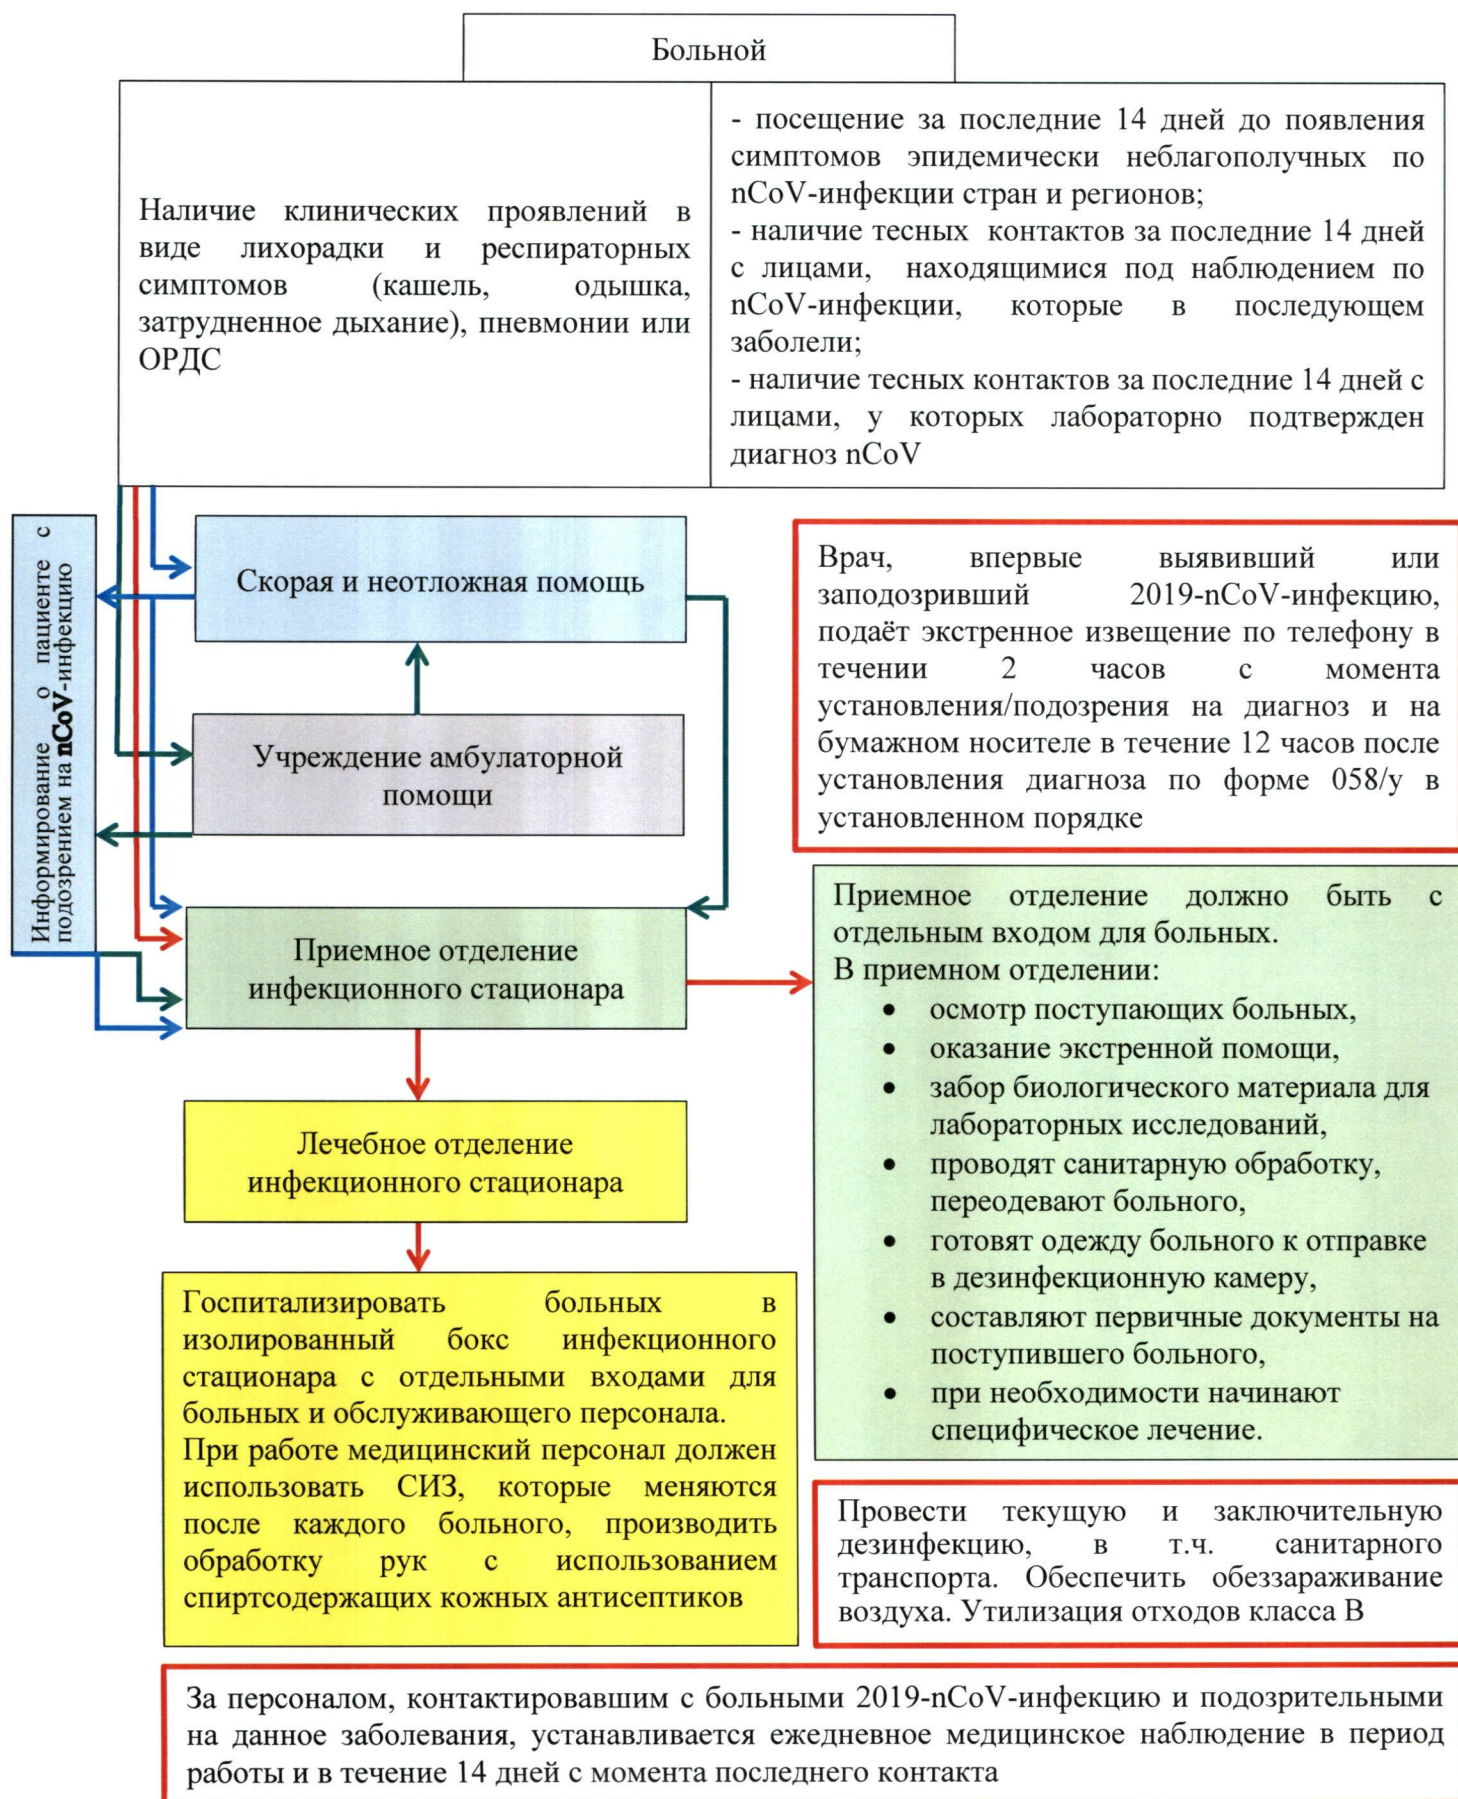 Больной
Наличие клинических проявлений в
виде лихорадки и респираторных
симптомов (кашель, одышка,
затрудненное дыхание), пневмонии или
ОРДС
- посещение за последние 14 дней до появления
симптомов эпидемически неблагополучных по
nCoV-инфекции стран и регионов;
- наличие тесных контактов за последние 14 дней
с лицами, находящимися под наблюдением по
nCoV-инфекции, которые в последующем
заболели;
- наличие тесных контактов за последние 14 дней с
лицами, у которых лабораторно подтвержден
диагноз nCoV
Информирование о пациенте с
подозрением на nCoV-инфекцию
Скорая и неотложная помощь
Учреждение амбулаторной
помощи
Приемное отделение
инфекционного стационара
Лечебное отделение
инфекционного стационара
Госпитализировать больных в
изолированный бокс инфекционного
стационара с отдельными входами для
больных и обслуживающего персонала.
При работе медицинский персонал должен
использовать СИЗ, которые меняются
после каждого больного, производить
обработку рук с использованием
спиртсодержащих кожных антисептиков
Врач, впервые выявивший или
заподозривший 2019-nCoV-инфекцию,
подаёт экстренное извещение по телефону в
течении 2 часов с момента
установления/подозрения на диагноз и на
бумажном носителе в течение 12 часов после
установления диагноза по форме 058/у в
установленном порядке
Приемное отделение должно быть с
отдельным входом для больных.
В приемном отделении:
• осмотр поступающих больных,
• оказание экстренной помощи,
• забор биологического материала для
лабораторных исследований,
• проводят санитарную обработку,
переодевают больного,
• готовят одежду больного к отправке
в дезинфекционную камеру,
• составляют первичные документы на
поступившего больного,
• при необходимости начинают
специфическое лечение.
Провести текущую и заключительную
дезинфекцию, в т.ч. санитарного
транспорта. Обеспечить обеззараживание
воздуха. Утилизация отходов класса В
За персоналом, контактировавшим с больными 2019-nCoV-инфекцию и подозрительными
на данное заболевания, устанавливается ежедневное медицинское наблюдение в период
работы и в течение 14 дней с момента последнего контакта